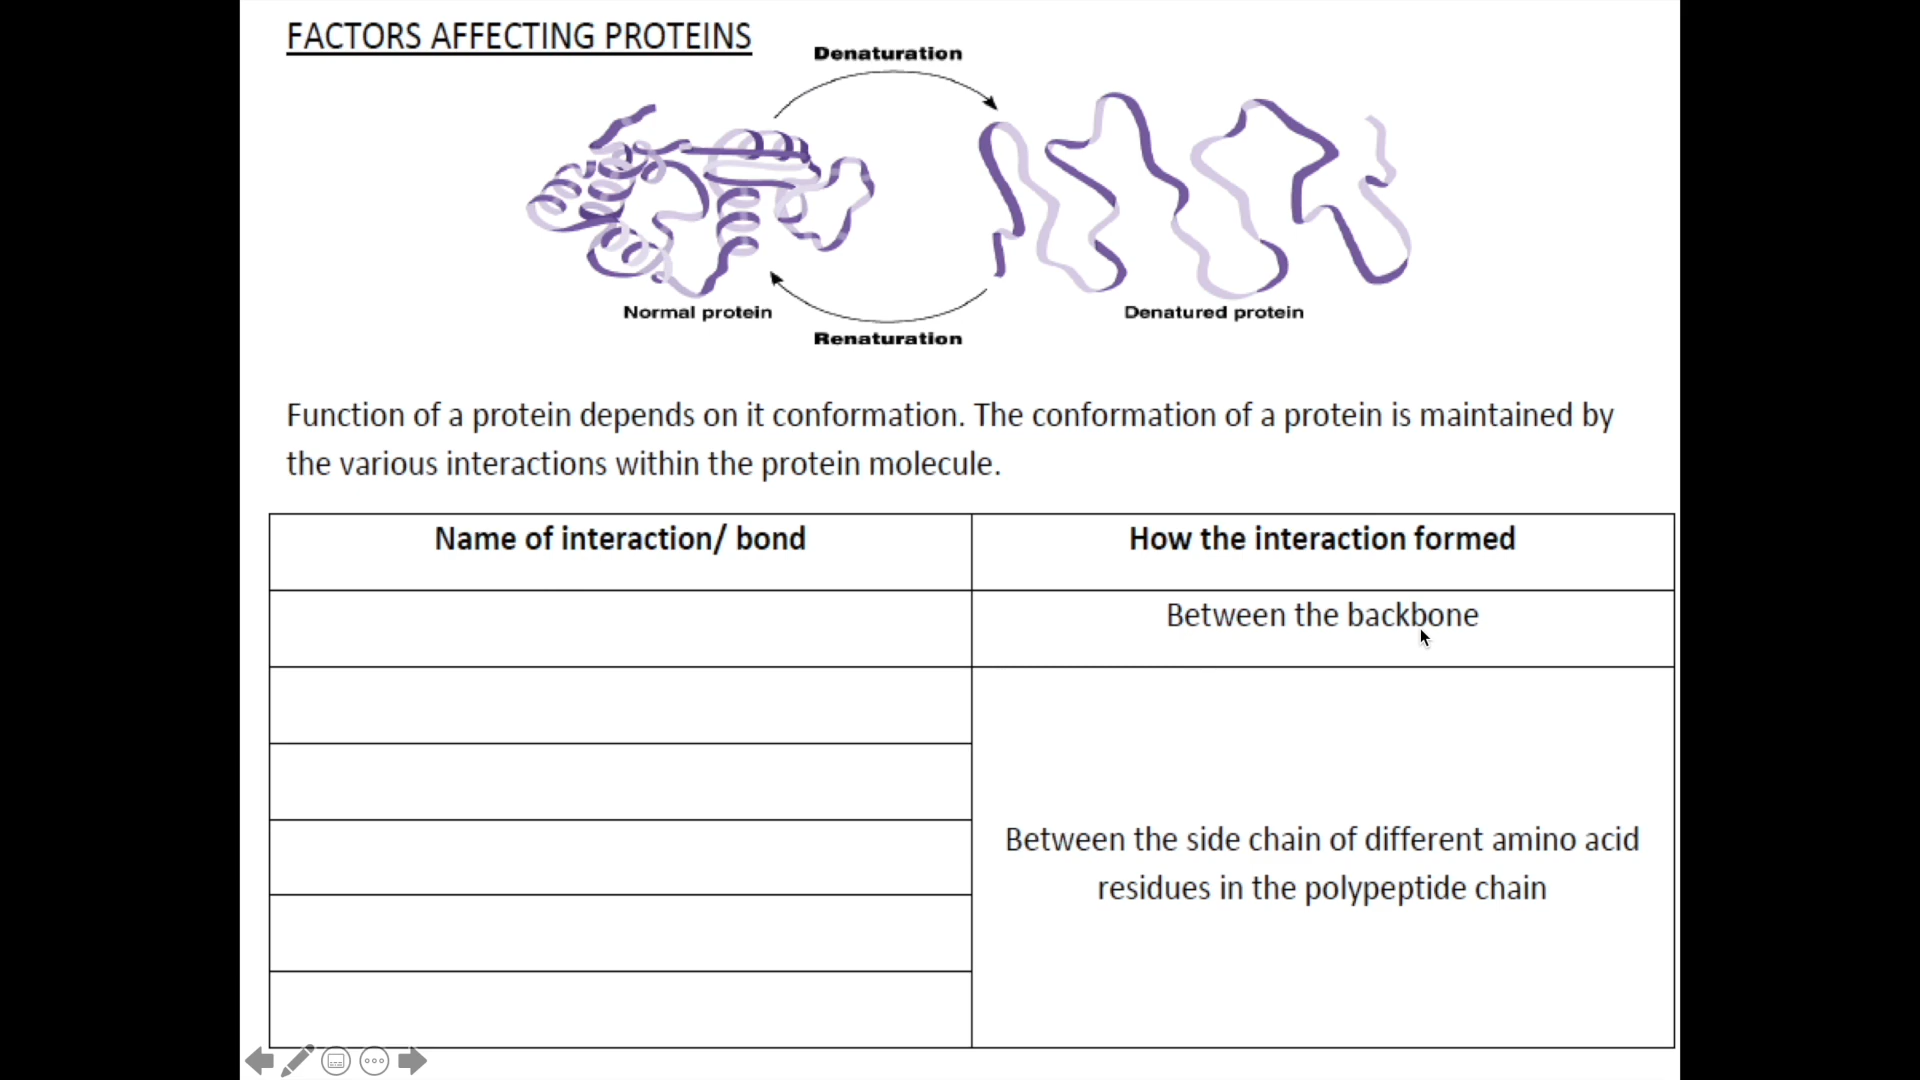 FACTORS AFFECTING PROTEINS
Denaturation
Normal protein
Denatured protein
Renaturation
Function of a protein depends on it conformation. The conformation of a protein is maintained by
the various interactions within the protein molecule.
Name of interaction/ bond
How the interaction formed
Between the backbone
Between the side chain of different amino acid
residues in the polypeptide chain